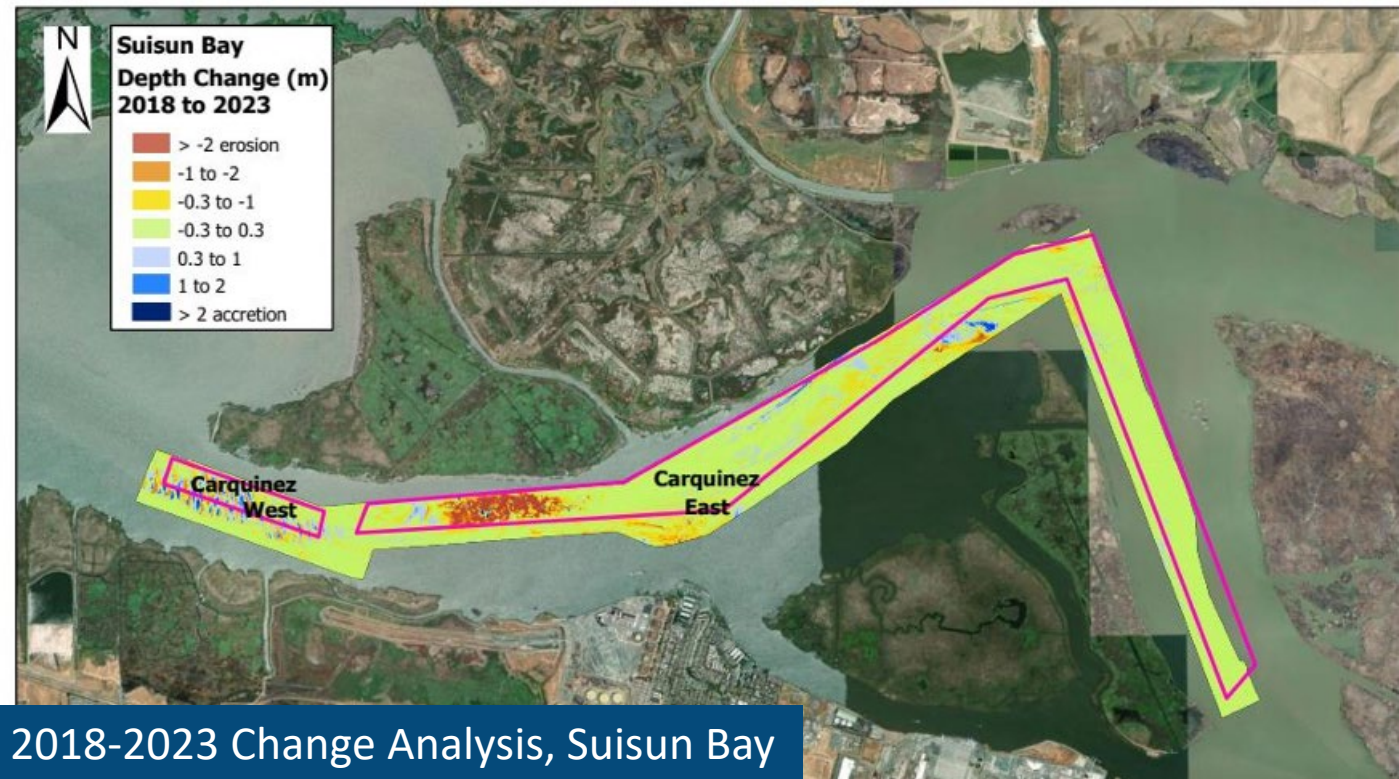 N
Suisun Bay
Depth Change (m)
2018 to 2023
> -2 erosion
-1 to -2
-0.3 to -1
-0.3 to 0.3
0.3 to 1
1 to 2
> 2 accretion
Carquinez
West
Carquinez
East
2018-2023 Change Analysis, Suisun Bay